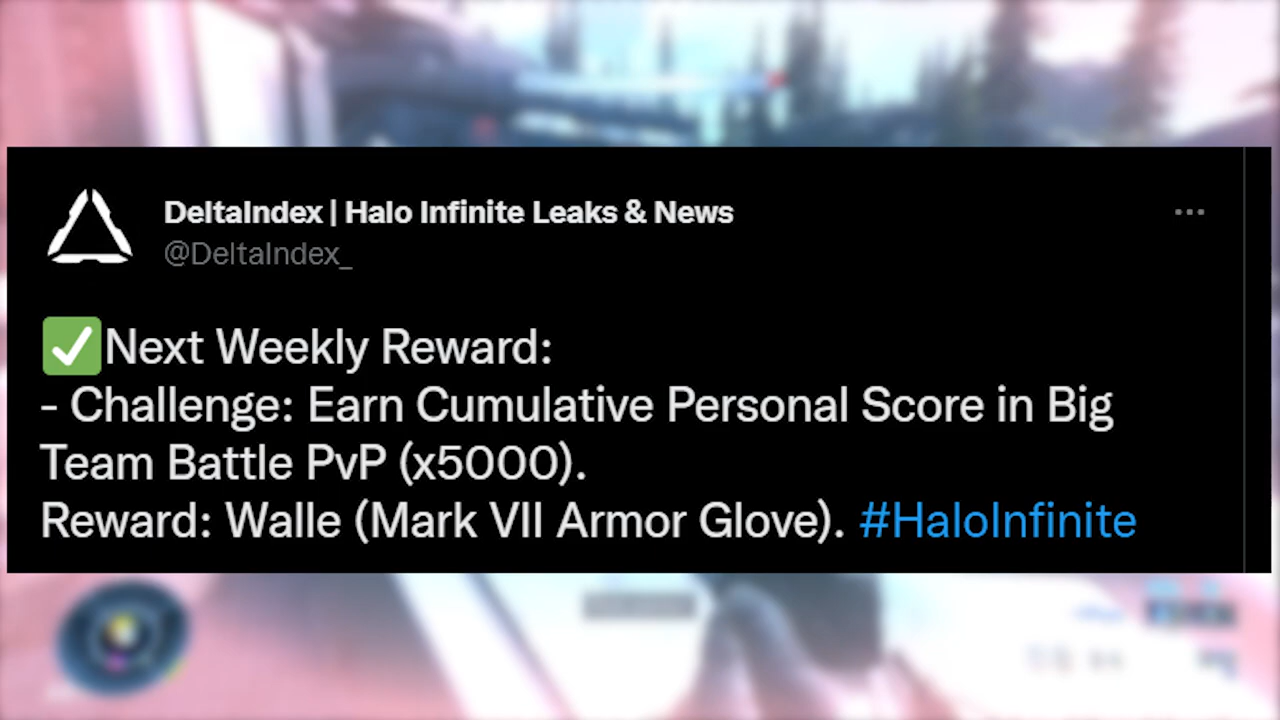 DeltaIndex | Halo Infinite Leaks & News
@DeltaIndex_
✅Next Weekly Reward:
- Challenge: Earn Cumulative Personal Score in Big
Team Battle PvP (x5000).
Reward: Walle (Mark VII Armor Glove). #HaloInfinite